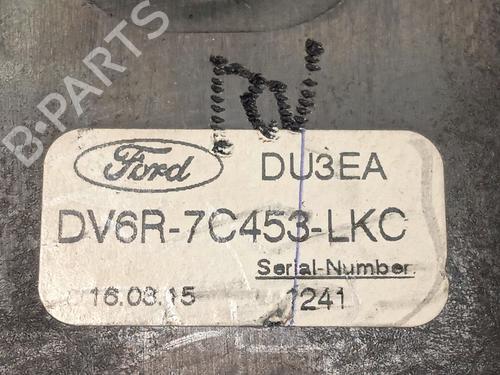 B-PARTS
Ford DU3EA
DV6R-7C453-LKC
Serial-Number
16.03.15 1241